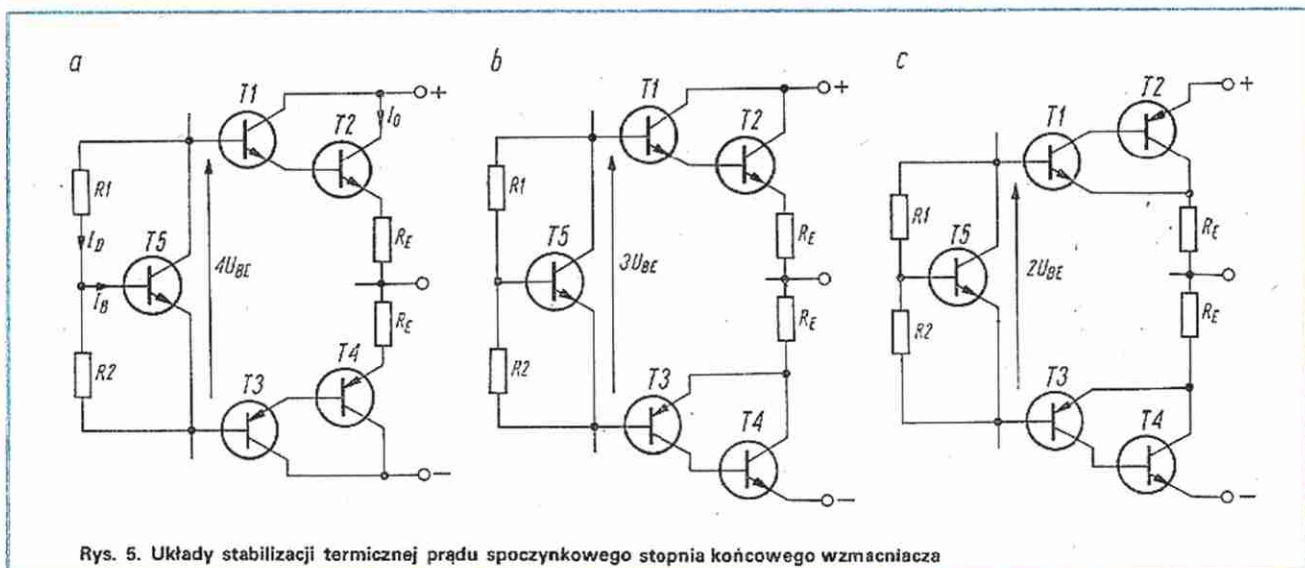 a
b
c
T1
T2
I0
+
R1
ID
T5
IB
4UBE
RE
RE
R2
T3
T4
−
T1
T2
+
R1
T5
3UBE
RE
RE
R2
T3
T4
−
T1
T2
+
R1
T5
2UBE
RE
RE
R2
T3
T4
−
Rys. 5. Układy stabilizacji termicznej prądu spoczynkowego stopnia końcowego wzmacniacza